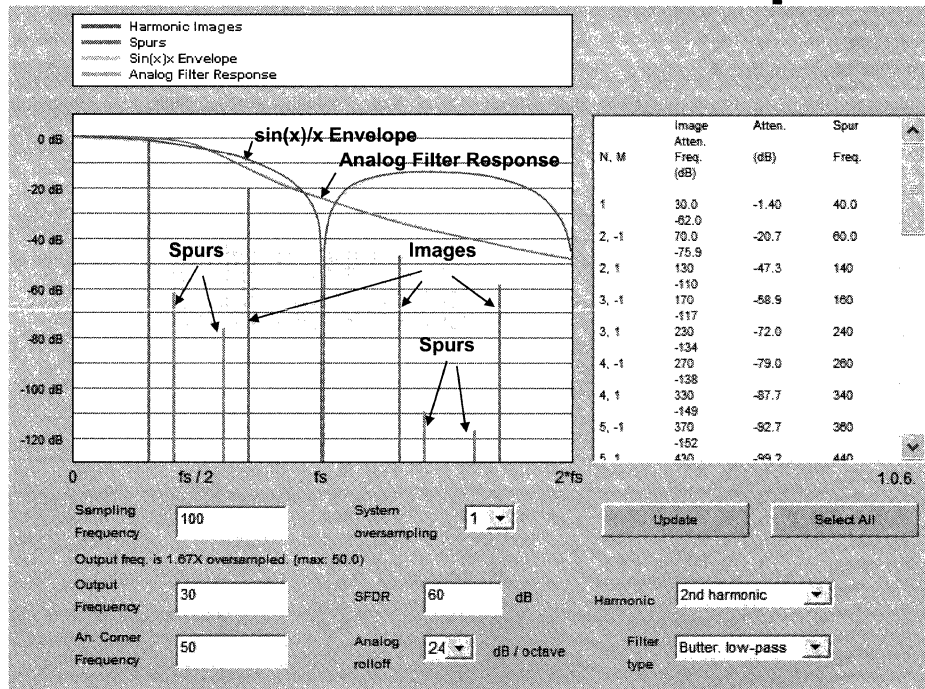 Harmonic Images
Spurs
Sin(x)x Envelope
Analog Filter Response
0 dB
-20 dB
-40 dB
-60 dB
-80 dB
-100 dB
-120 dB
sin(x)/x Envelope
Analog Filter Response
Spurs
Images
Spurs
0
fs / 2
fs
2*fs
Image Atten. Spur
Atten.
N, M Freq. (dB) Freq.
(dB)
1 30.0 -1.40 40.0
-62.0
2, -1 70.0 -20.7 60.0
-75.9
2, 1 130 -47.3 140
-110
3, -1 170 -58.9 160
-117
3, 1 230 -72.0 240
-134
4, -1 270 -79.0 260
-138
4, 1 330 -87.7 340
-149
5, -1 370 -92.7 360
-152
5, 1 430 -99.2 440
1.0.6.
Sampling
Frequency
100
System
oversampling
1
Update
Select All
Output freq. is 1.67X oversampled. (max: 50.0)
Output
Frequency
30
SFDR
60
dB
Harmonic
2nd harmonic
An. Corner
Frequency
50
Analog
rolloff
24
dB / octave
Filter
type
Butter. low-pass